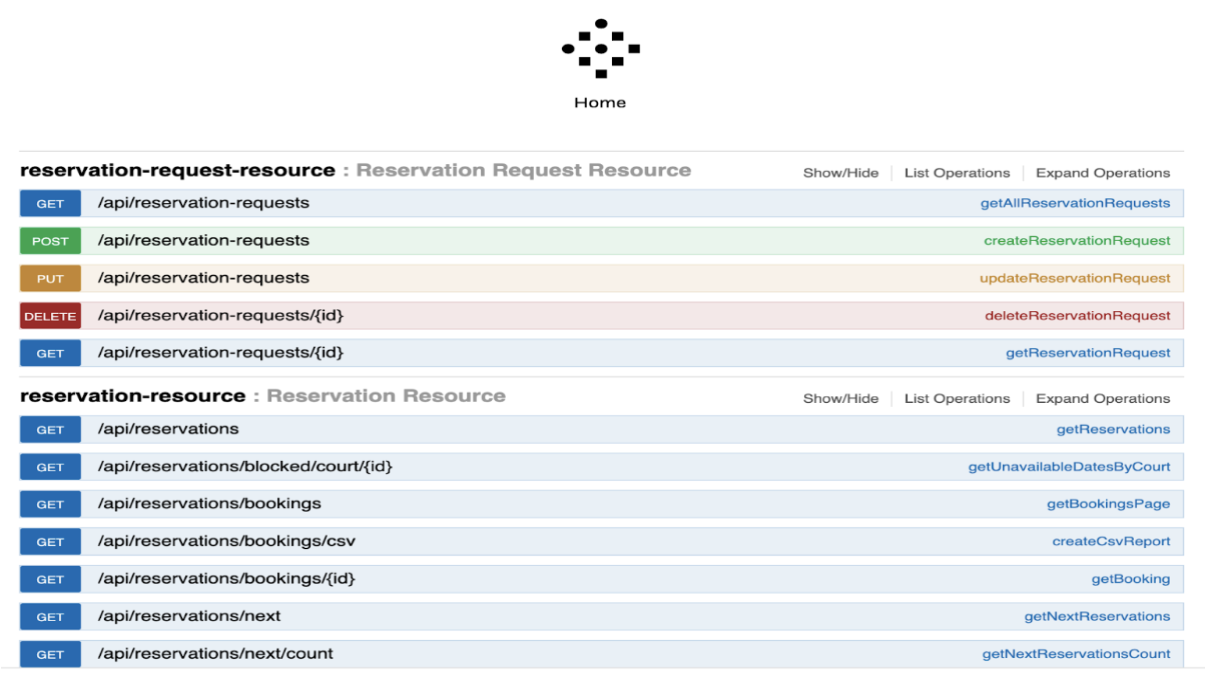 Home
reservation-request-resource : Reservation Request Resource Show/Hide List Operations Expand Operations
GET /api/reservation-requests getAllReservationRequests
POST /api/reservation-requests createReservationRequest
PUT /api/reservation-requests updateReservationRequest
DELETE /api/reservation-requests/{id} deleteReservationRequest
GET /api/reservation-requests/{id} getReservationRequest
reservation-resource : Reservation Resource Show/Hide List Operations Expand Operations
GET /api/reservations getReservations
GET /api/reservations/blocked/court/{id} getUnavailableDatesByCourt
GET /api/reservations/bookings getBookingsPage
GET /api/reservations/bookings/csv createCsvReport
GET /api/reservations/bookings/{id} getBooking
GET /api/reservations/next getNextReservations
GET /api/reservations/next/count getNextReservationsCount